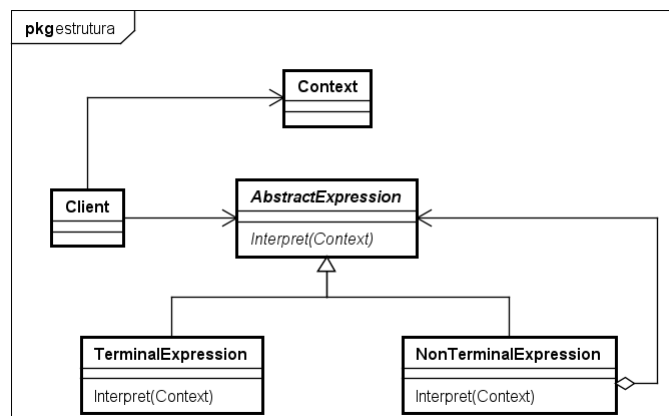 pkg estrutura
Context
Client
AbstractExpression
Interpret(Context)
TerminalExpression
Interpret(Context)
NonTerminalExpression
Interpret(Context)